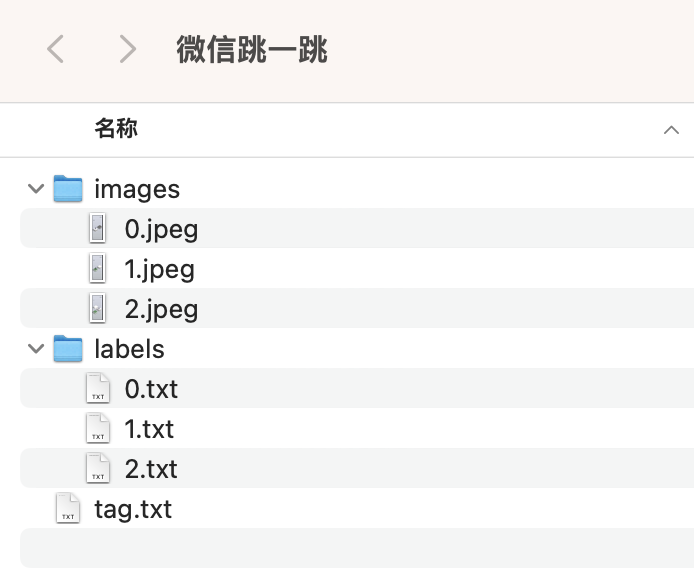 微信跳一跳
名称
images
0.jpeg
1.jpeg
2.jpeg
labels
TXT 0.txt
TXT 1.txt
TXT 2.txt
TXT tag.txt